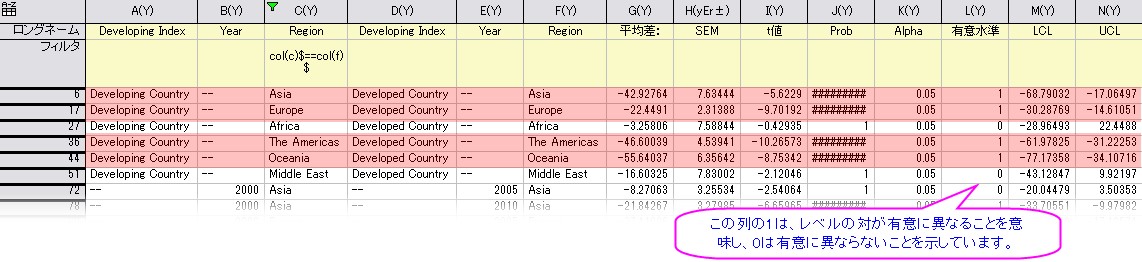 A(Y) B(Y) C(Y) D(Y) E(Y) F(Y) G(Y) H(yEr±) I(Y) J(Y) K(Y) L(Y) M(Y) N(Y)
ロングネーム Developing Index Year Region Developing Index Year Region 平均差: SEM t値 Prob Alpha 有意水準 LCL UCL
フィルタ col(c)$==col(f)
$
6 Developing Country -- Asia Developed Country -- Asia -42.92764 7.63444 -5.6229 ######### 0.05 1 -68.79032 -17.06497
17 Developing Country -- Europe Developed Country -- Europe -22.4491 2.31388 -9.70192 ######### 0.05 1 -30.28769 -14.61051
27 Developing Country -- Africa Developed Country -- Africa -3.25806 7.58844 -0.42935 1 0.05 0 -28.96493 22.4488
36 Developing Country -- The Americas Developed Country -- The Americas -46.60039 4.53941 -10.26573 ######### 0.05 1 -61.97825 -31.22253
44 Developing Country -- Oceania Developed Country -- Oceania -55.64037 6.35642 -8.75342 ######### 0.05 1 -77.17358 -34.10716
51 Developing Country -- Middle East Developed Country -- Middle East -16.60325 7.83002 -2.12046 1 0.05 0 -43.12847 9.92197
72 -- 2000 Asia -- 2005 Asia -8.27063 3.25534 -2.54064 1 0.05 0 -20.04479 3.50353
78 -- 2000 Asia -- 2010 Asia -21.84267 3.27985 -6.65965 ######### 0.05 1 -33.70551 -9.97982
この列の1は、レベルの対が有意に異なることを意
味し、0は有意に異ならないことを示しています。